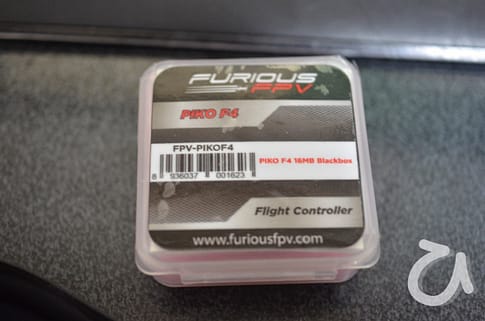 FURIOUS
FPV
PIKO F4
FPV-PIKOF4
PIKO F4 16MB Blackbox
8 936037 001623
Flight Controller
www.furiousfpv.com